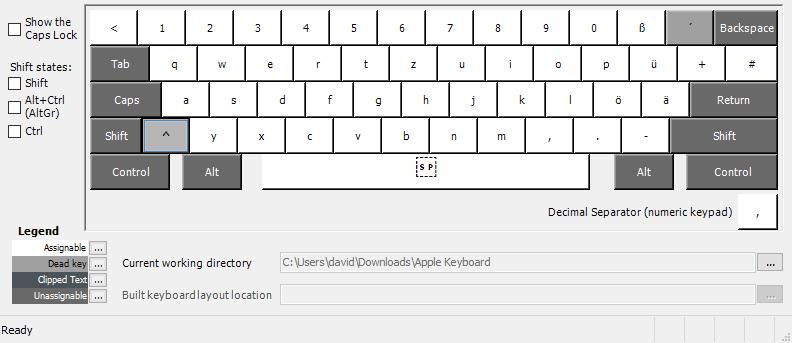 Show the
Caps Lock
Shift states:
Shift
Alt+Ctrl
(AltGr)
Ctrl
< 1 2 3 4 5 6 7 8 9 0 ß ´ Backspace
Tab q w e r t z u i o p ü + #
Caps a s d f g h j k l ö ä Return
Shift ^ y x c v b n m , . - Shift
Control Alt SP Alt Control
Decimal Separator (numeric keypad) ,
Legend
Assignable ...
Dead key ...
Clipped Text ...
Unassignable ...
Current working directory C:\Users\david\Downloads\Apple Keyboard ...
Built keyboard layout location ...
Ready